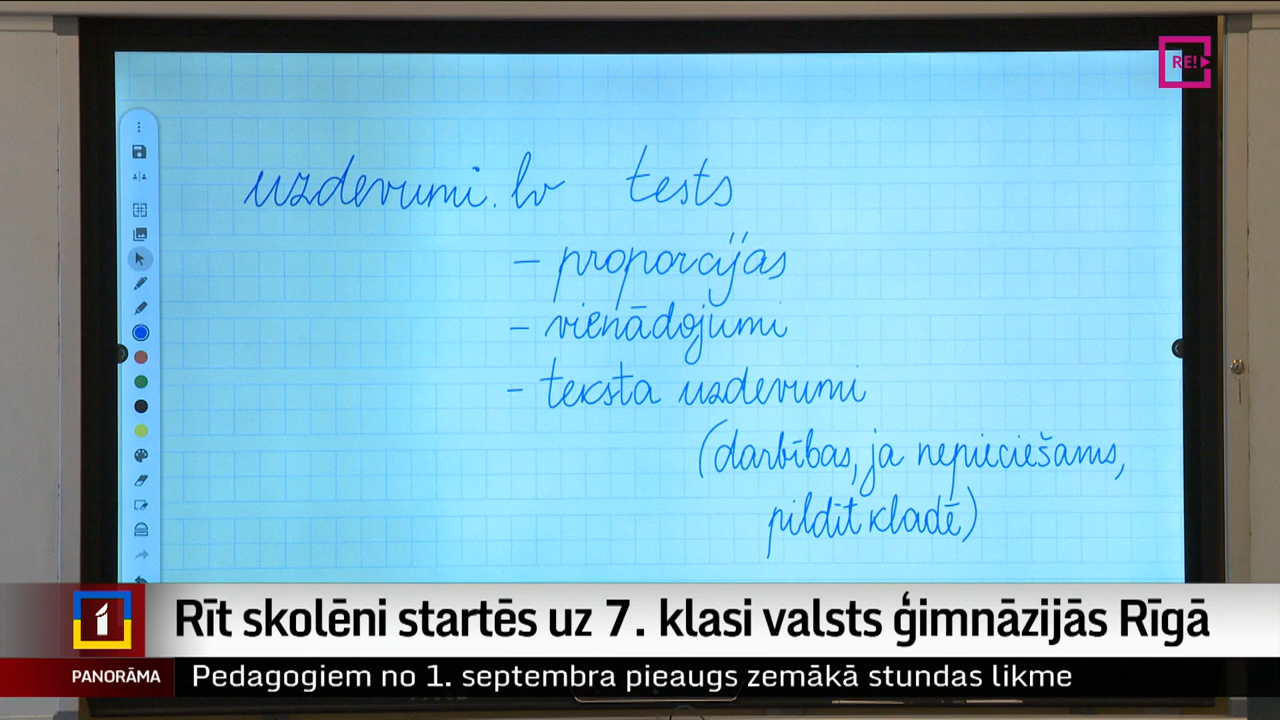 RE!
uzdevumi.lv tests
- proporcijas
- vienādojumi
- teksta uzdevumi
(darbības, ja nepieciešams,
pildīt kladē)
1
Rīt skolēni startēs uz 7. klasi valsts ģimnāzijās Rīgā
PANORĀMA
Pedagogiem no 1. septembra pieaugs zemākā stundas likme